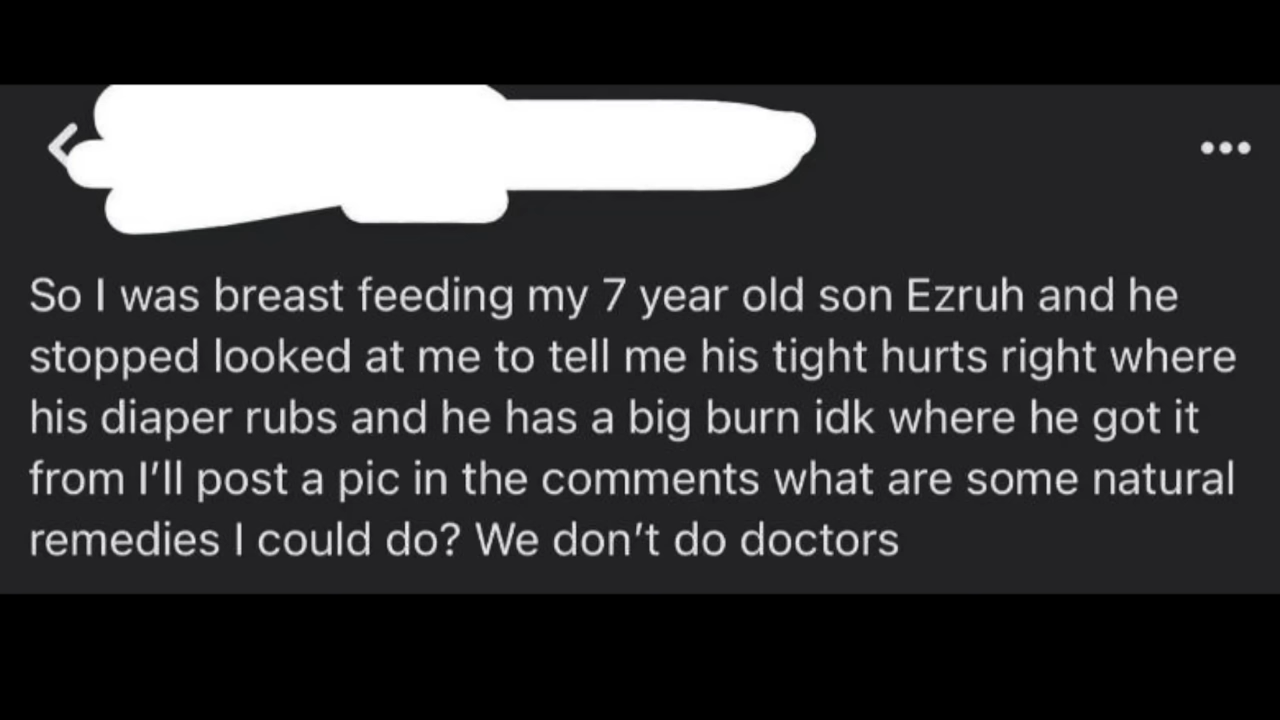 So I was breast feeding my 7 year old son Ezruh and he
stopped looked at me to tell me his tight hurts right where
his diaper rubs and he has a big burn idk where he got it
from I’ll post a pic in the comments what are some natural
remedies I could do? We don’t do doctors